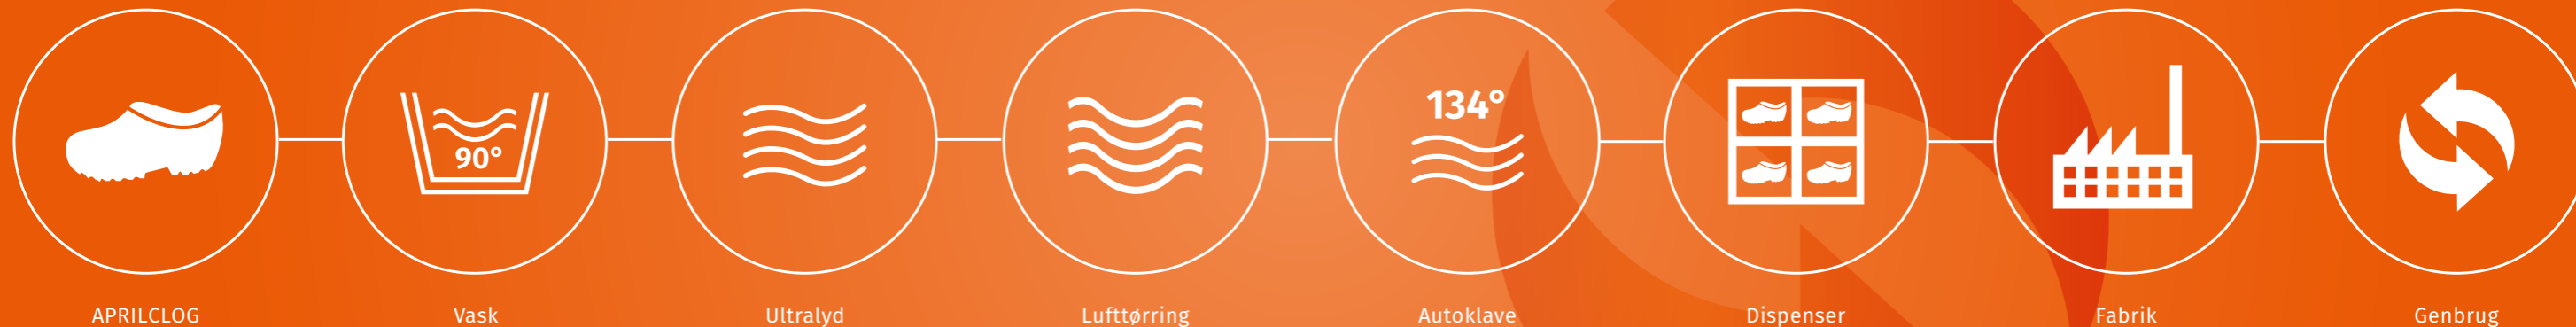 90°
134°
APRILCLOG
Vask
Ultralyd
Lufttørring
Autoklave
Dispenser
Fabrik
Genbrug